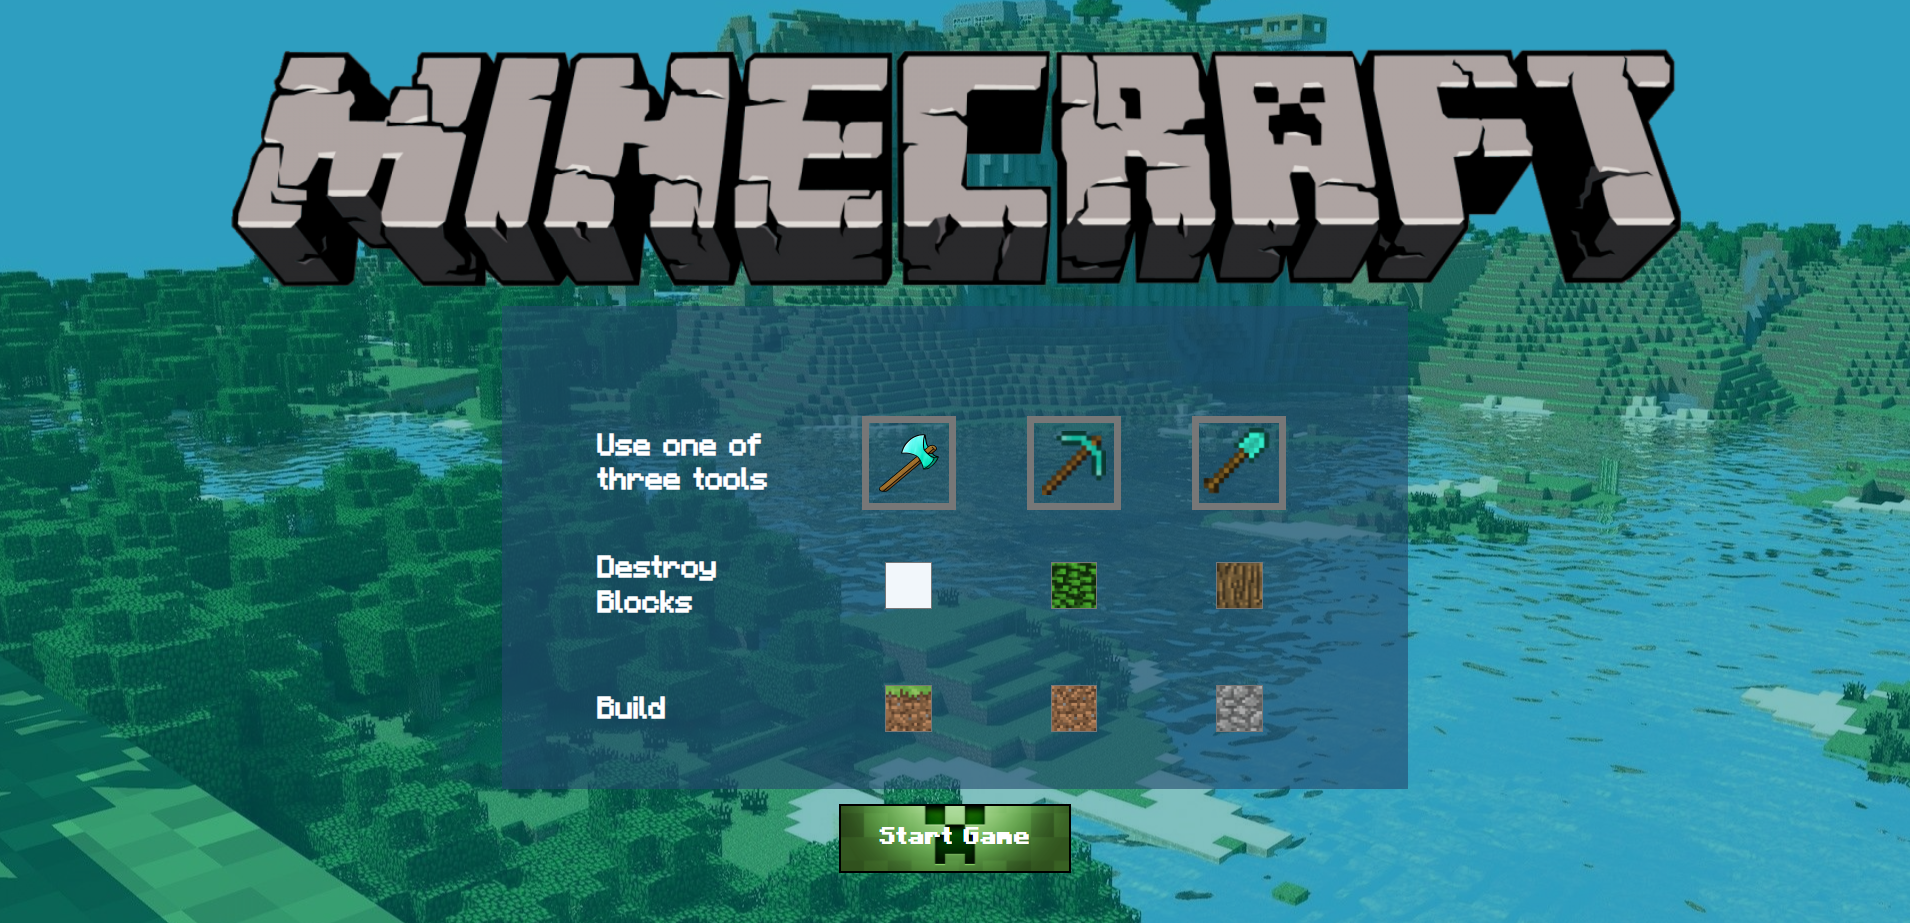 MINECRAFT
Use one of
three tools
Destroy
Blocks
Build
Start Game